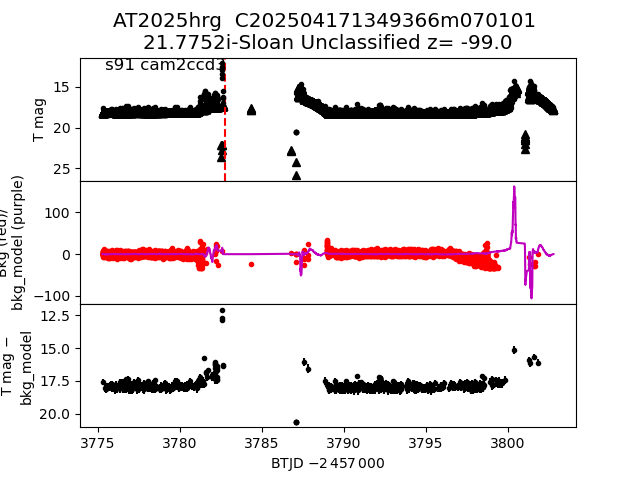 AT2025hrg  C202504171349366m070101
21.7752i-Sloan Unclassified z= -99.0
s91 cam2ccd3
15
20
25
T mag
100
0
−100
Bkg (red)/
bkg_model (purple)
12.5
15.0
17.5
20.0
T mag −
bkg_model
3775 3780 3785 3790 3795 3800
BTJD −2 457 000